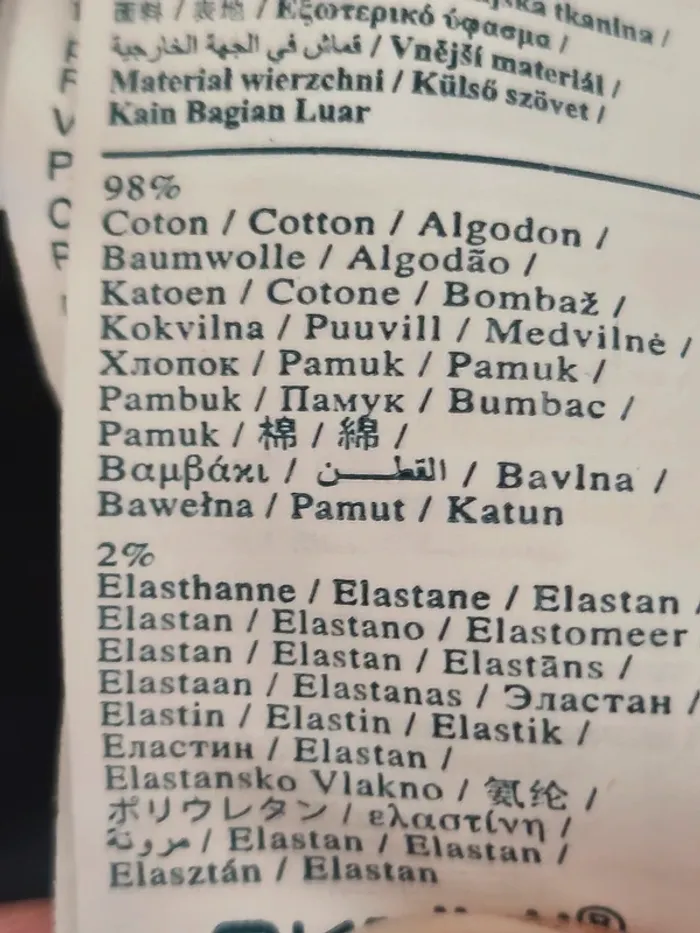 面料 / 表地 / Εξωτερικό ύφασμα /
قماش في الجهة الخارجية / Vnější materiál /
Materiał wierzchni / Külső szövet /
Kain Bagian Luar
98%
Coton / Cotton / Algodon /
Baumwolle / Algodão /
Katoen / Cotone / Bombaž /
Kokvilna / Puuvill / Medvilnė /
Хлопок / Pamuk / Pamuk /
Pambuk / Памук / Bumbac /
Pamuk / 棉 / 綿 /
Βαμβάκι / القطن / Bavlna /
Bawełna / Pamut / Katun
2%
Elasthanne / Elastane / Elastan /
Elastan / Elastano / Elastomeer
Elastan / Elastan / Elastāns /
Elastaan / Elastanas / Эластан /
Elastin / Elastin / Elastik /
Еластин / Elastan /
Elastansko Vlakno / 氨纶 /
ポリウレタン / ελαστίνη /
مرونة / Elastan / Elastan /
Elasztán / Elastan